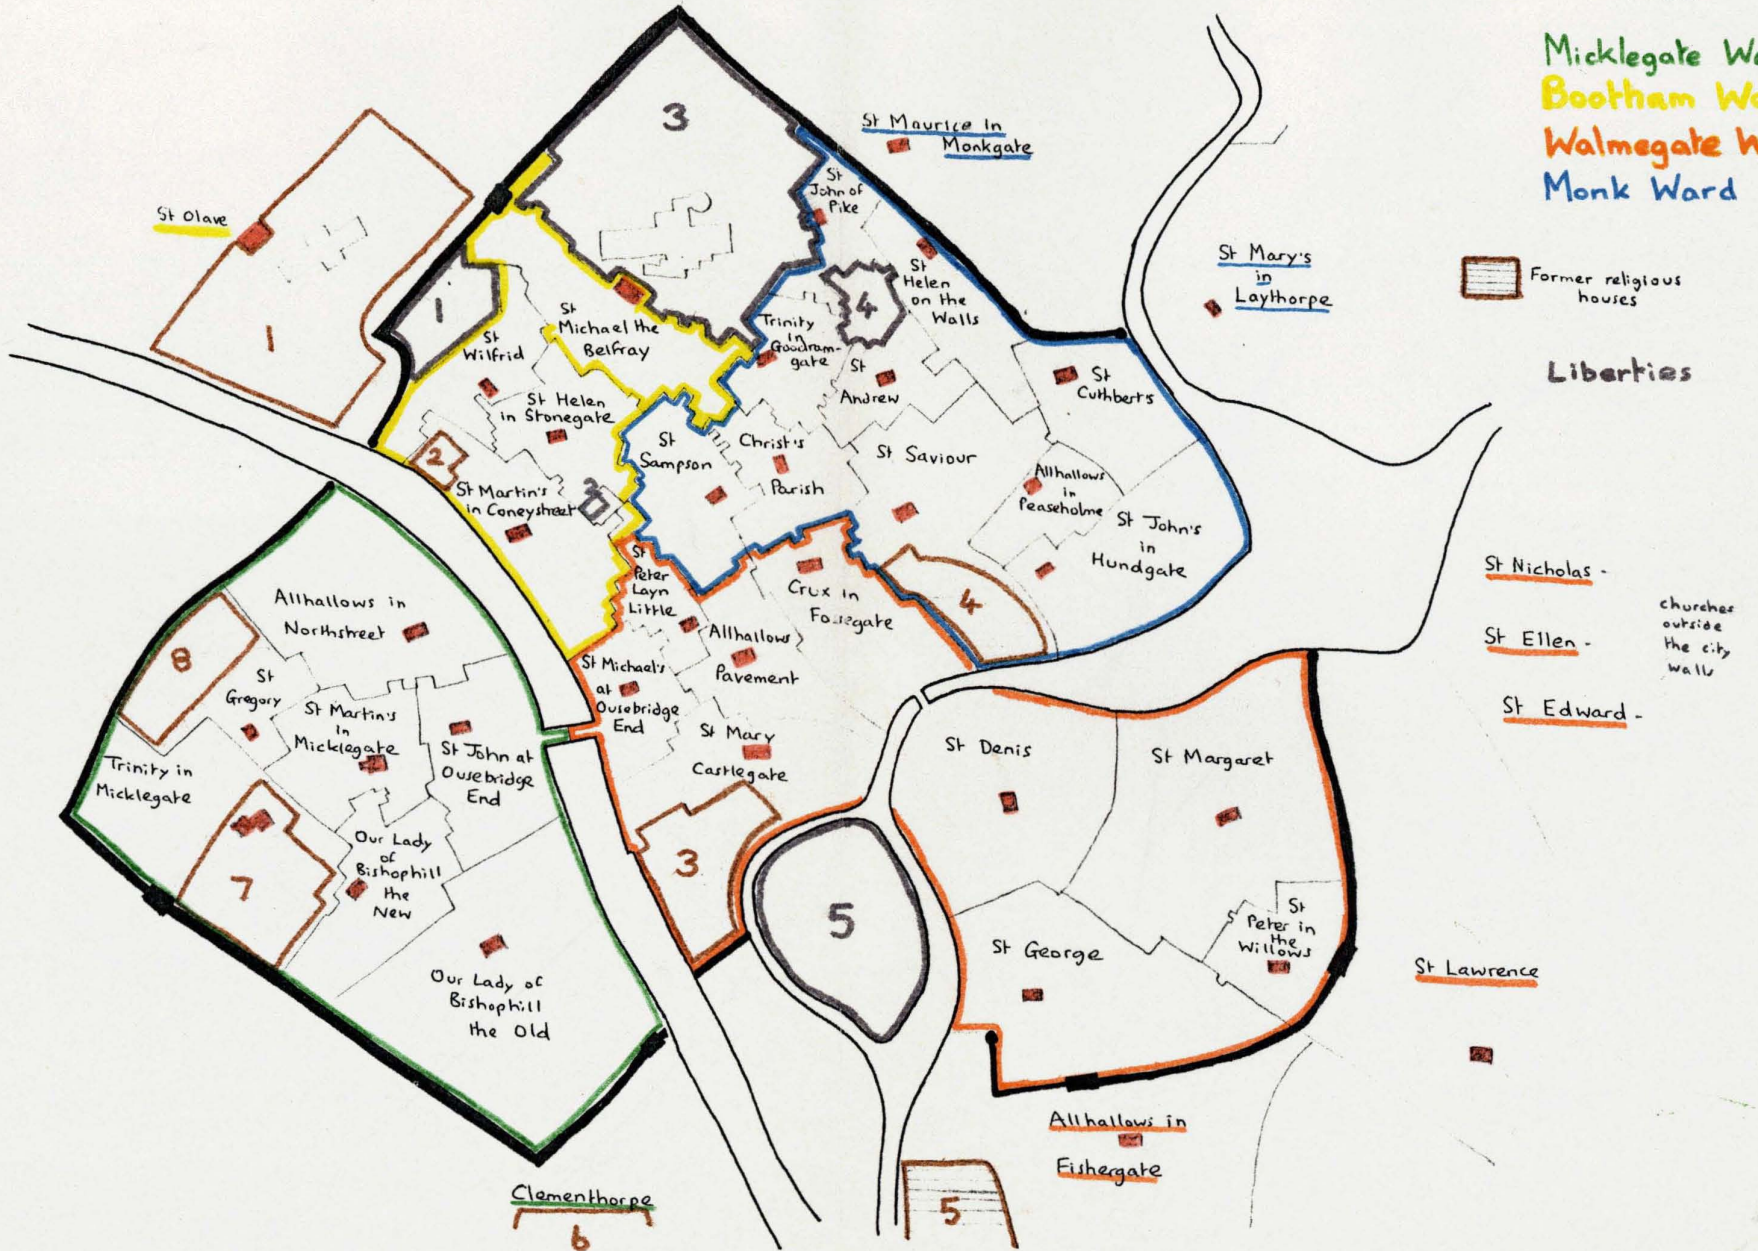 Micklegate
Bootham
Walmegate
Monk Ward
Former religious
houses
Liberties
3
St Maurice in
Monkgate
St Olave
1
St
John of
Pike
St
Helen
on the
Walls
St Mary's
in
Laythorpe
1
4
St
Michael the
Belfray
St
Wilfrid
Trinity
in
Goodram-
gate
St
Andrew
St
Cuthberts
St Helen
in Stonegate
2
St
Sampson
Christ's
Parish
St Saviour
Allhallows
in
Peaseholme
St John's
in
Hundgate
St Martin's
in Coneystreet
2
St
Peter
Layn
Little
Crux in
Fossegate
4
Allhallows
Pavement
St Michael's
at
Ousebridge
End
St Mary
Castlegate
3
5
Allhallows in
Northstreet
8
St
Gregory
St Martin's
in
Micklegate
St John at
Ousebridge
End
Trinity in
Micklegate
7
Our Lady
of
Bishophill
the
New
Our Lady of
Bishophill
the Old
St Denis
St Margaret
St George
St
Peter in
the
Willows
St Nicholas -
St Ellen -
St Edward -
churches
outside
the city
walls
St Lawrence
Allhallows in
Fishergate
5
Clementhorpe
6